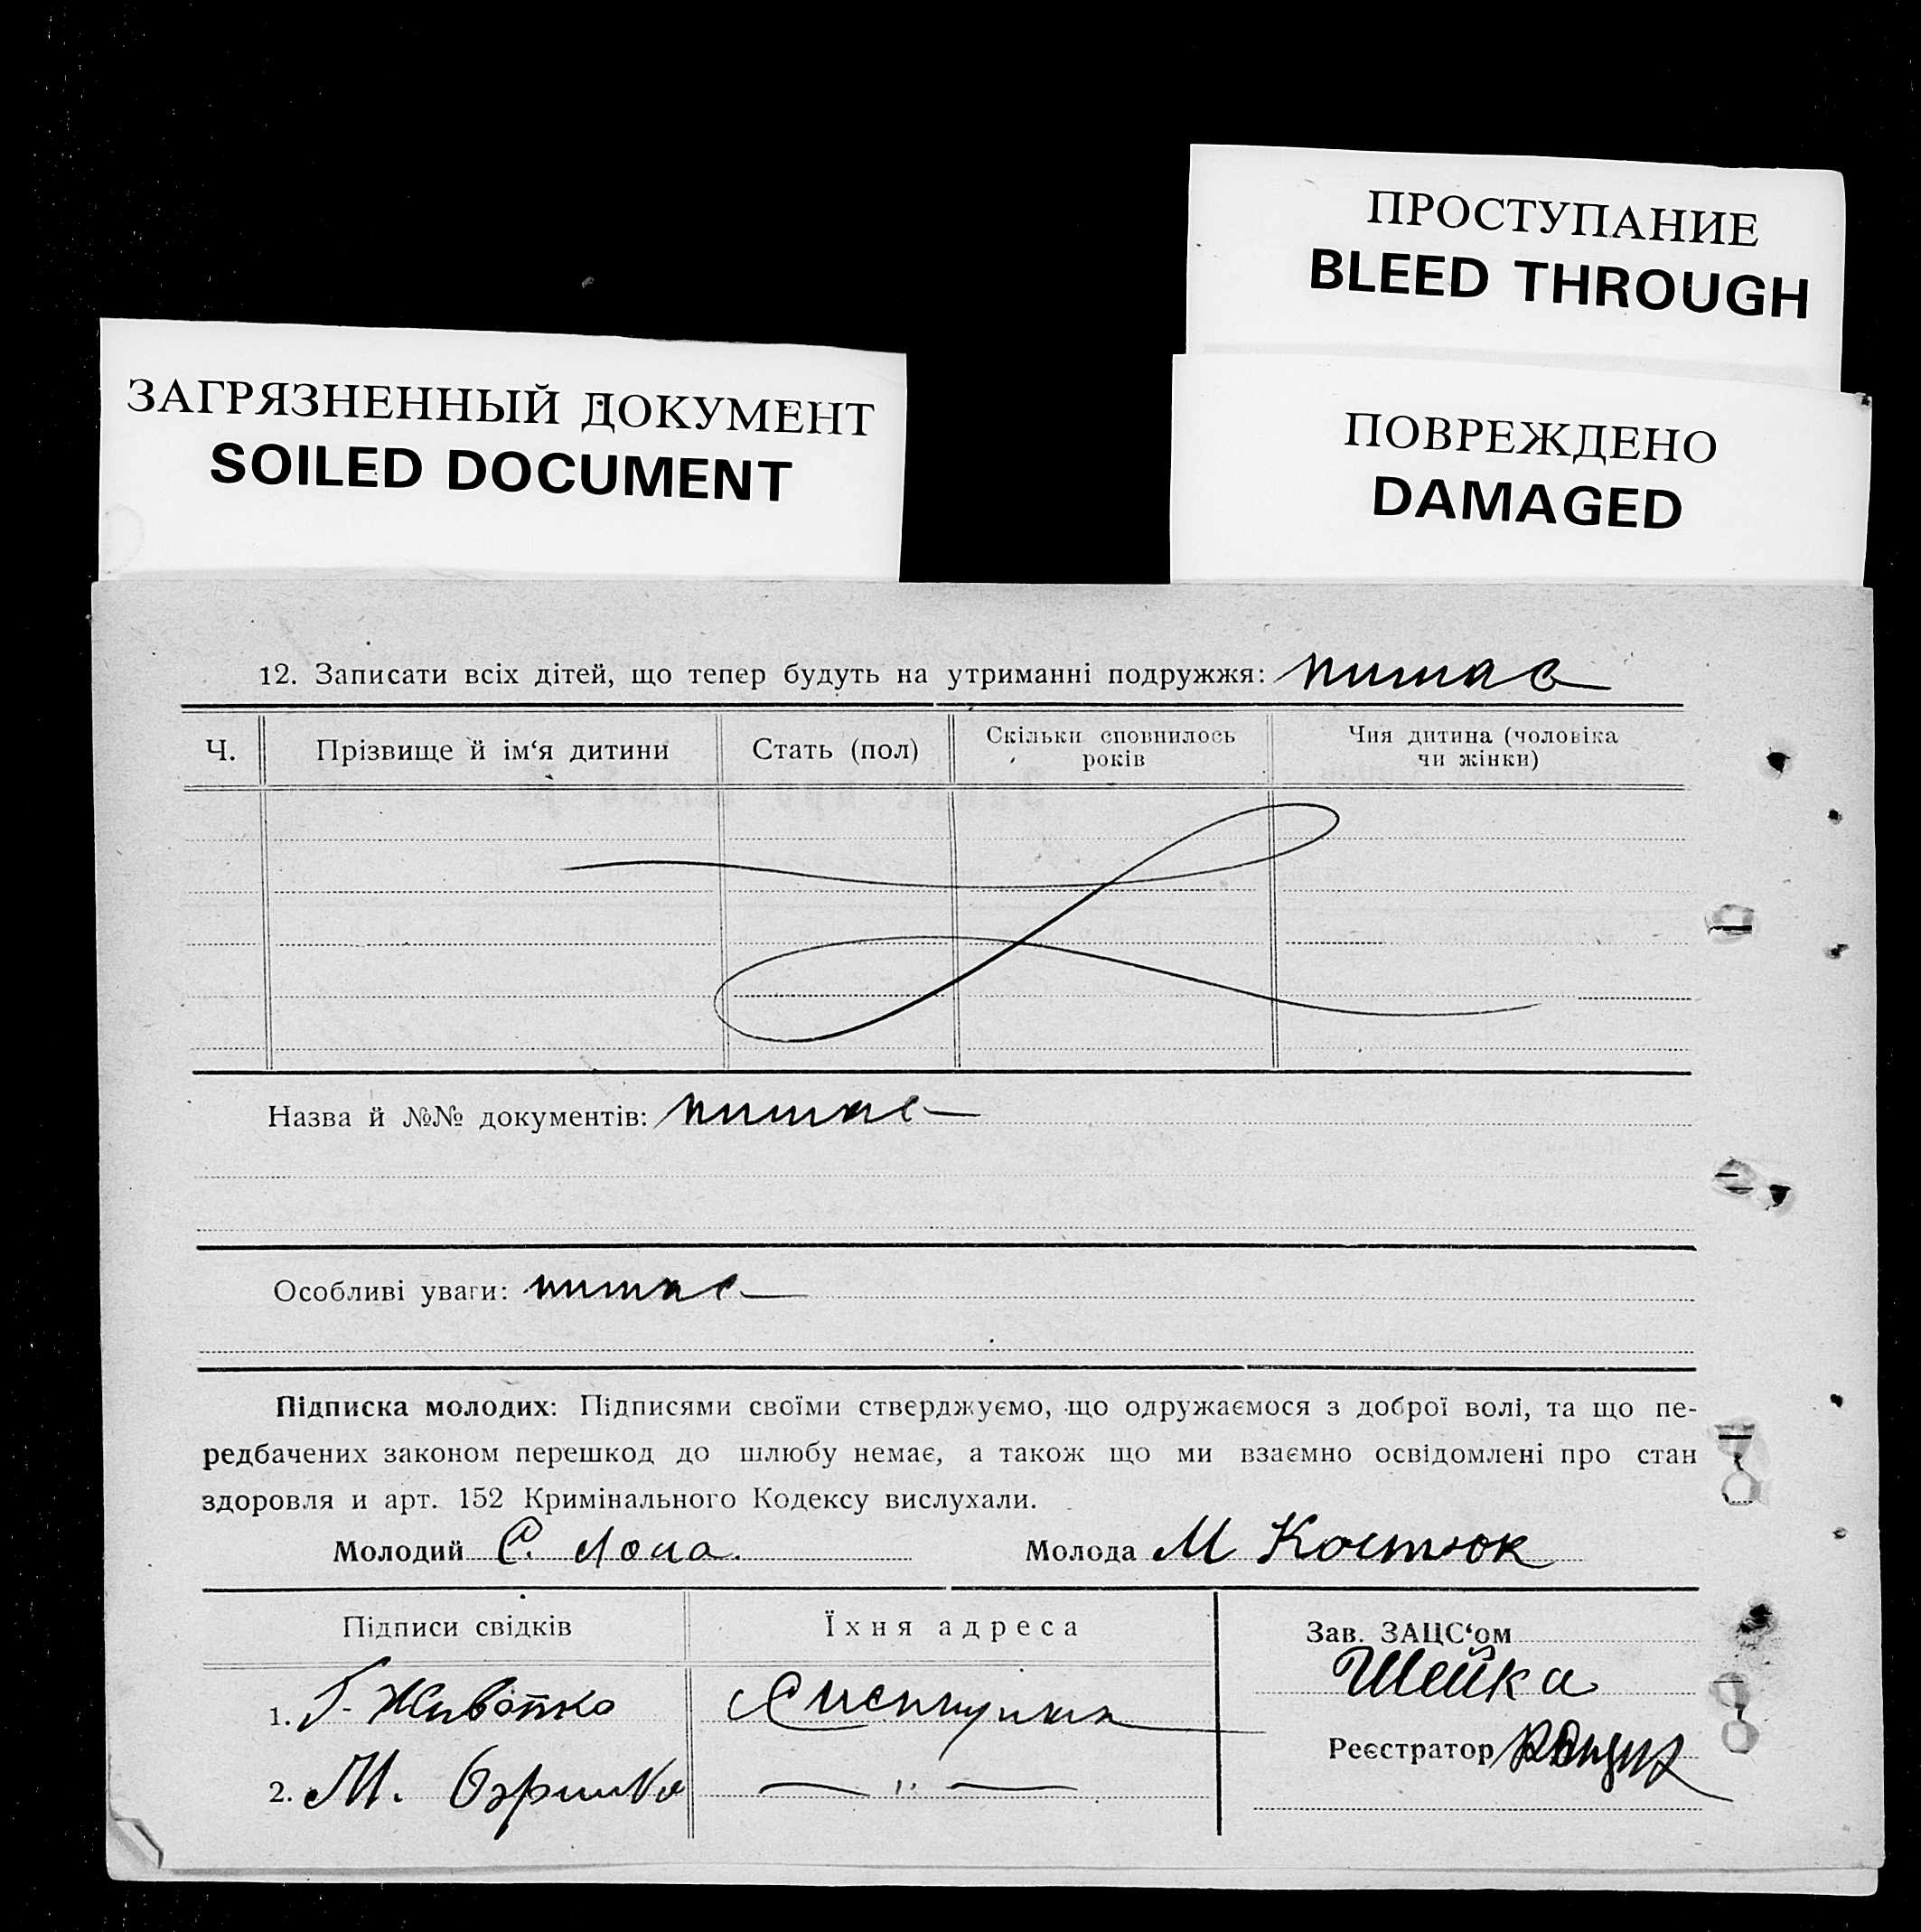 ПРОСТУПАНИЕ
BLEED THROUGH
ЗАГРЯЗНЕННЫЙ ДОКУМЕНТ
SOILED DOCUMENT
ПОВРЕЖДЕНО
DAMAGED
12. Записати всіх дітей, що тепер будуть на утриманні подружжя:
Ч. Прізвище й ім‘я дитини Стать (пол) Скільки сповнилось років Чия дитина (чоловіка чи жінки)
Назва й №№ документів:
Особливі уваги:
Підписка молодих: Підписями своїми стверджуємо, що одружаємося з доброї волі, та що пе-
редбачених законом перешкод до шлюбу немає, а також що ми взаємно освідомлені про стан
здоровля и арт. 152 Кримінального Кодексу вислухали.
Молодий С. Молода М Костюк
Підписи свідків Їхня адреса Зав. ЗАЦС‘ом
Шейка
1. Г. Животко
Реєстратор
2. М.